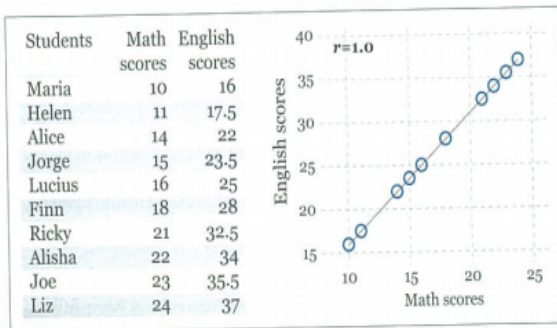 Students Math English
scores scores
Maria 10 16
Helen 11 17.5
Alice 14 22
Jorge 15 23.5
Lucius 16 25
Finn 18 28
Ricky 21 32.5
Alisha 22 34
Joe 23 35.5
Liz 24 37
r=1.0
English scores
40
35
30
25
20
15
10 15 20 25
Math scores